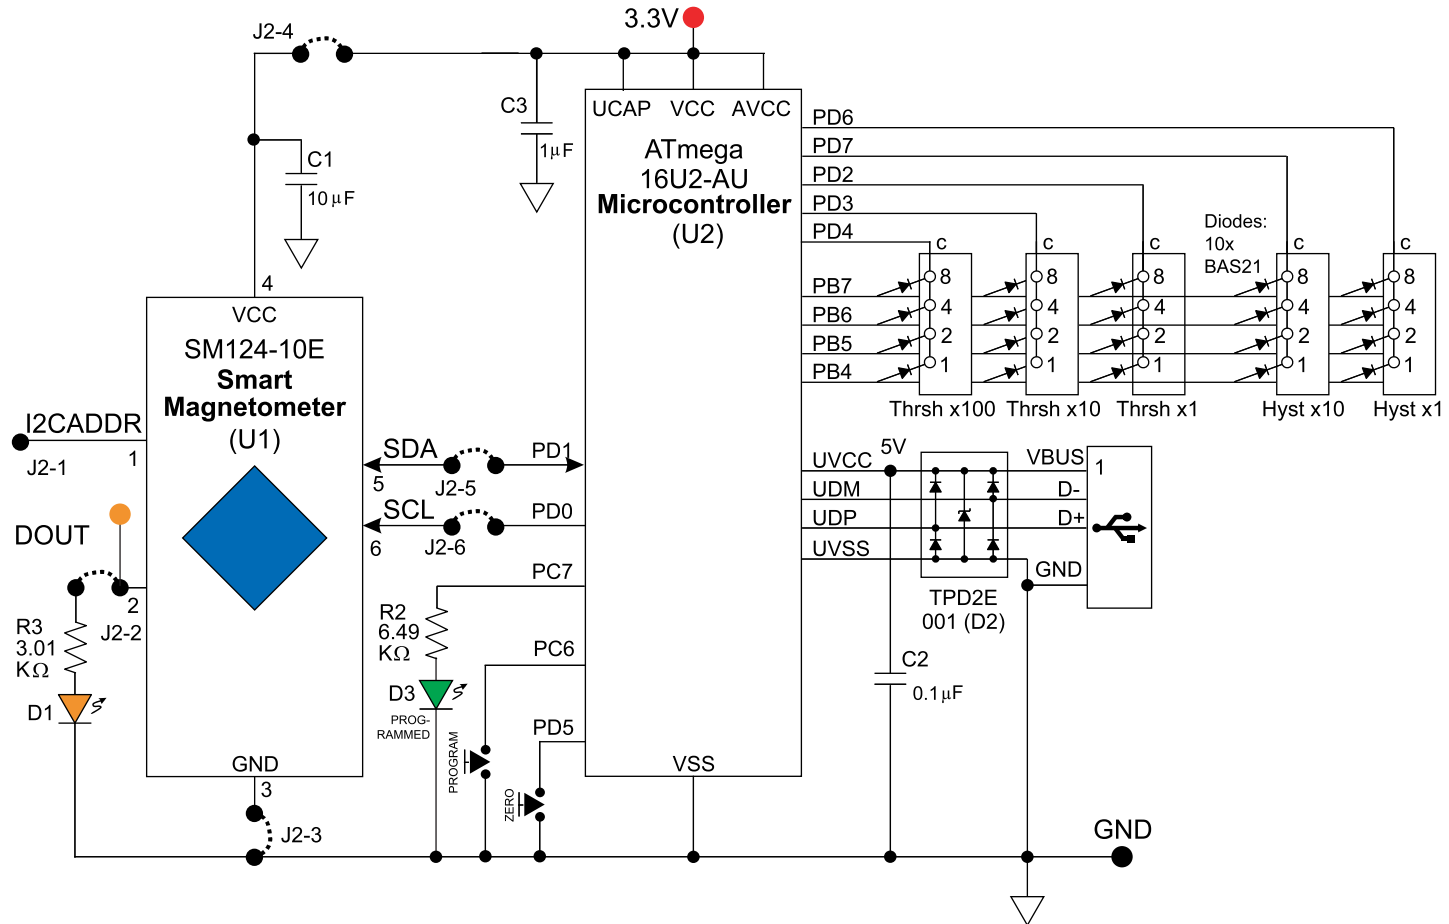 3.3V
J2-4
C3
1µF
UCAP VCC AVCC
ATmega
16U2-AU
Microcontroller
(U2)
C1
10µF
PD6
PD7
PD2
PD3
PD4
PB7
PB6
PB5
PB4
Diodes:
10x
BAS21
c c c c c
8 8 8 8 8
4 4 4 4 4
2 2 2 2 2
1 1 1 1 1
Thrsh x100 Thrsh x10 Thrsh x1 Hyst x10 Hyst x1
4
VCC
SM124-10E
Smart
Magnetometer
(U1)
I2CADDR
1
J2-1
DOUT
2
J2-2
R3
3.01
KΩ
D1
GND
3
J2-3
SDA
5
J2-5
PD1
SCL
6
J2-6
PD0
PC7
R2
6.49
KΩ
D3
PROG-
RAMMED
PC6
PROGRAM
PD5
ZERO
VSS
UVCC
5V
UDM
UDP
UVSS
VBUS
1
D-
D+
GND
TPD2E
001 (D2)
C2
0.1µF
GND